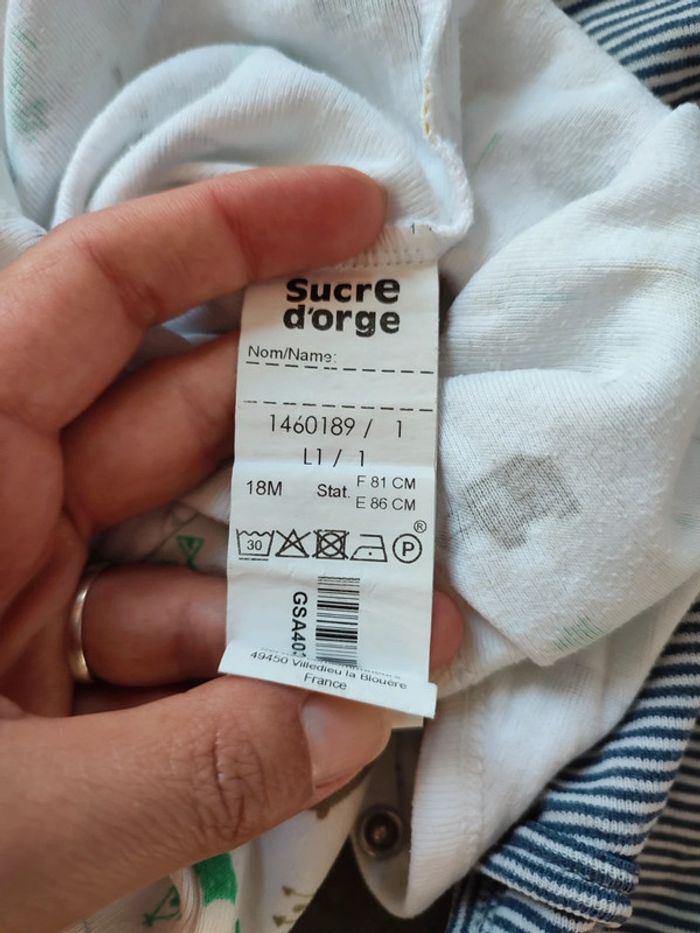 Sucre
d'orge
Nom/Name:
1460189 / 1
L1 / 1
18M Stat. F 81 CM
E 86 CM
®
30 P
GSA40
49450 Villedieu la Blouère
France